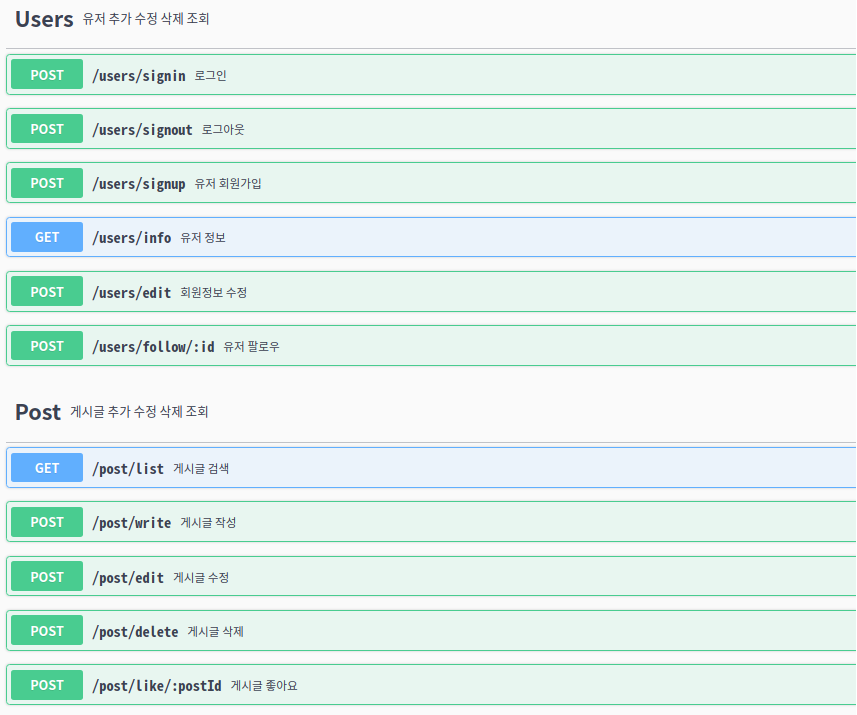 Users 유저 추가 수정 삭제 조회
POST /users/signin 로그인
POST /users/signout 로그아웃
POST /users/signup 유저 회원가입
GET /users/info 유저 정보
POST /users/edit 회원정보 수정
POST /users/follow/:id 유저 팔로우
Post 게시글 추가 수정 삭제 조회
GET /post/list 게시글 검색
POST /post/write 게시글 작성
POST /post/edit 게시글 수정
POST /post/delete 게시글 삭제
POST /post/like/:postId 게시글 좋아요